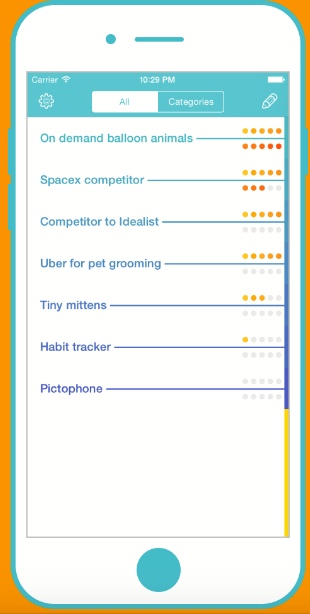 Carrier 10:29 PM
All Categories
On demand balloon animals
Spacex competitor
Competitor to Idealist
Uber for pet grooming
Tiny mittens
Habit tracker
Pictophone